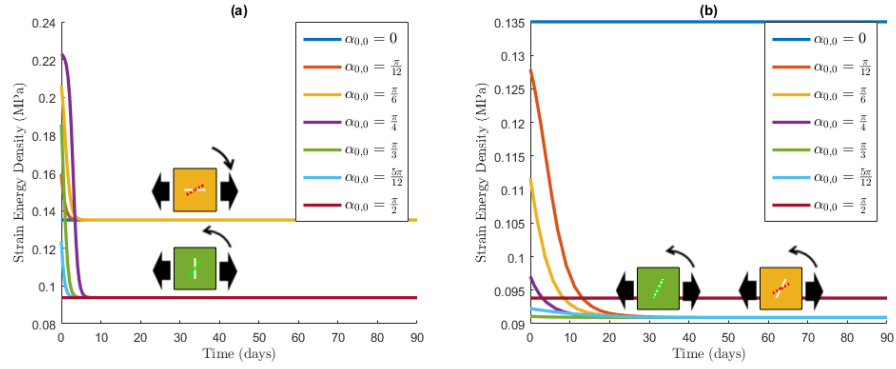 (a)
0.24
0.22
0.2
0.18
0.16
0.14
0.12
0.1
0.08
Strain Energy Density (MPa)
0 10 20 30 40 50 60 70 80 90
Time (days)
α0,0 = 0
α0,0 = π/12
α0,0 = π/6
α0,0 = π/4
α0,0 = π/3
α0,0 = 5π/12
α0,0 = π/2
(b)
0.135
0.13
0.125
0.12
0.115
0.11
0.105
0.1
0.095
0.09
Strain Energy Density (MPa)
0 10 20 30 40 50 60 70 80 90
Time (days)
α0,0 = 0
α0,0 = π/12
α0,0 = π/6
α0,0 = π/4
α0,0 = π/3
α0,0 = 5π/12
α0,0 = π/2